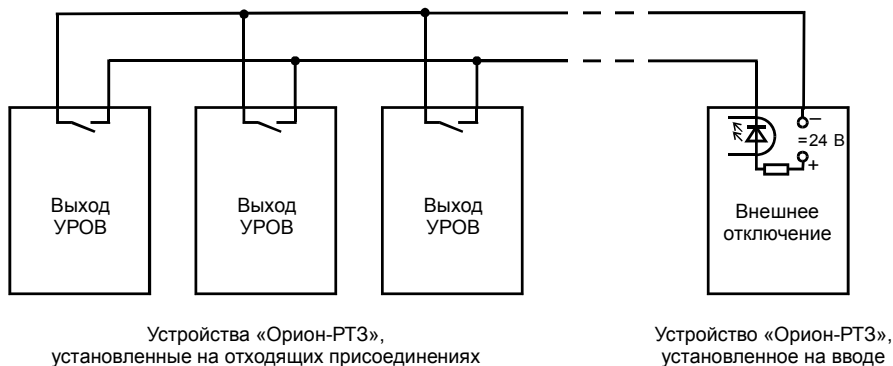 −
=24 В
+
Выход
УРОВ
Выход
УРОВ
Выход
УРОВ
Внешнее
отключение
Устройства «Орион-РТЗ»,
установленные на отходящих присоединениях
Устройство «Орион-РТЗ»,
установленное на вводе